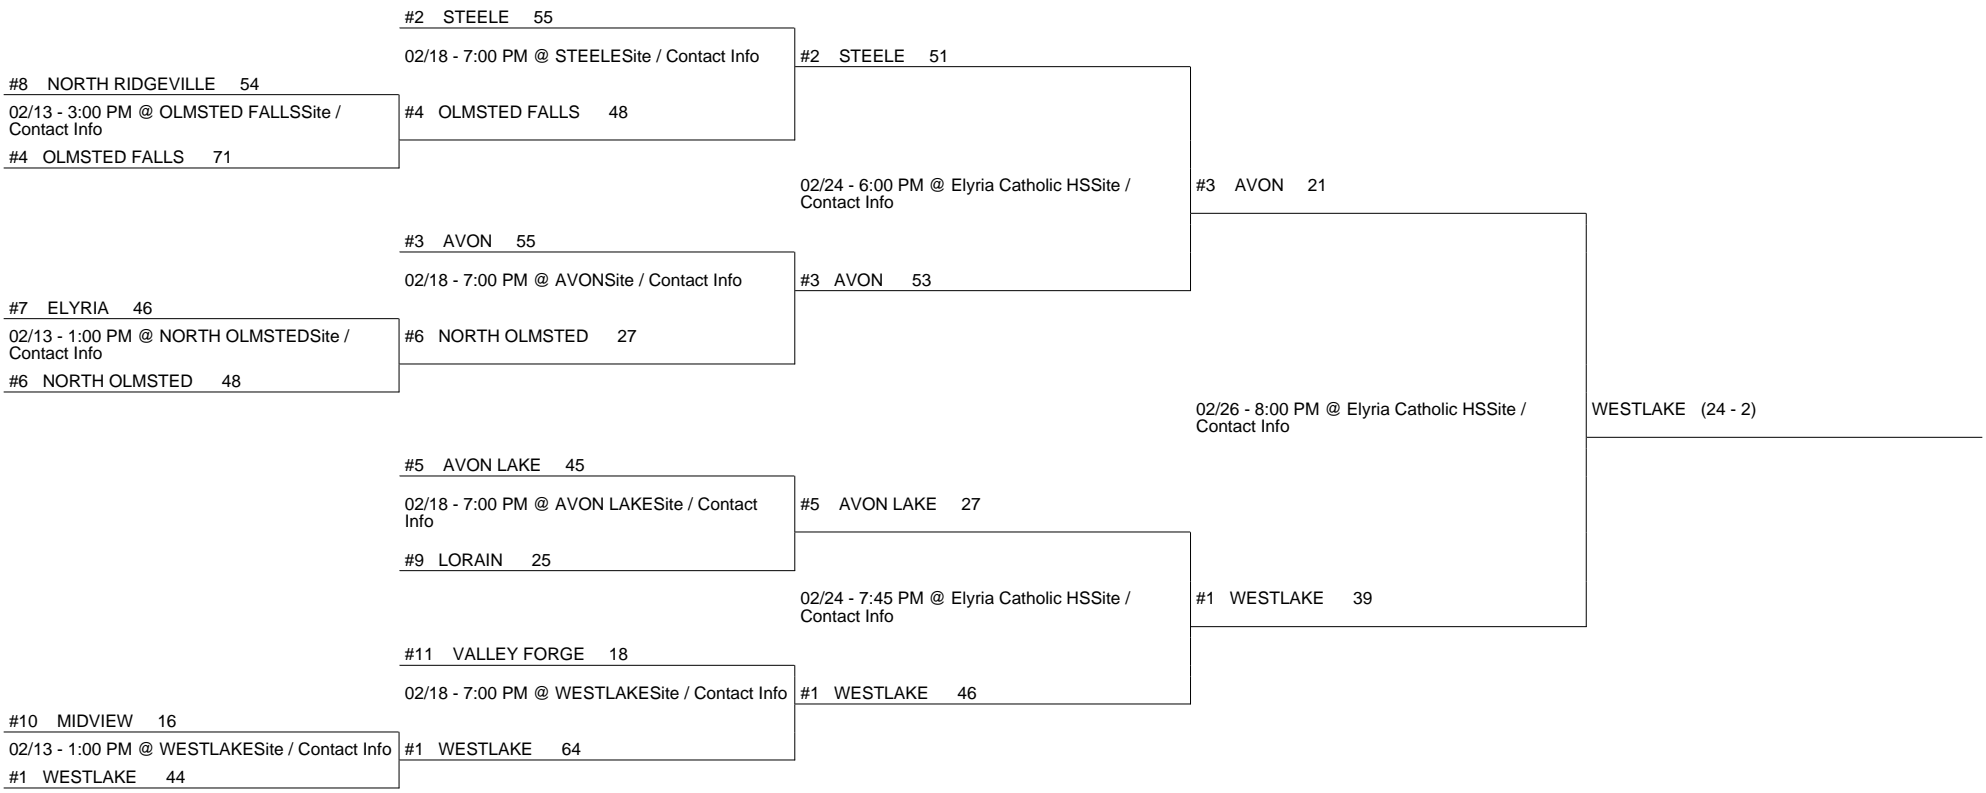 #2 STEELE 55
02/18 - 7:00 PM @ STEELESite / Contact Info
#2 STEELE 51
#8 NORTH RIDGEVILLE 54
02/13 - 3:00 PM @ OLMSTED FALLSSite /
Contact Info
#4 OLMSTED FALLS 48
#4 OLMSTED FALLS 71
02/24 - 6:00 PM @ Elyria Catholic HSSite /
Contact Info
#3 AVON 21
#3 AVON 55
02/18 - 7:00 PM @ AVONSite / Contact Info
#3 AVON 53
#7 ELYRIA 46
02/13 - 1:00 PM @ NORTH OLMSTEDSite /
Contact Info
#6 NORTH OLMSTED 27
#6 NORTH OLMSTED 48
02/26 - 8:00 PM @ Elyria Catholic HSSite /
Contact Info
WESTLAKE (24 - 2)
#5 AVON LAKE 45
02/18 - 7:00 PM @ AVON LAKESite / Contact
Info
#5 AVON LAKE 27
#9 LORAIN 25
02/24 - 7:45 PM @ Elyria Catholic HSSite /
Contact Info
#1 WESTLAKE 39
#11 VALLEY FORGE 18
02/18 - 7:00 PM @ WESTLAKESite / Contact Info
#1 WESTLAKE 46
#10 MIDVIEW 16
02/13 - 1:00 PM @ WESTLAKESite / Contact Info
#1 WESTLAKE 64
#1 WESTLAKE 44